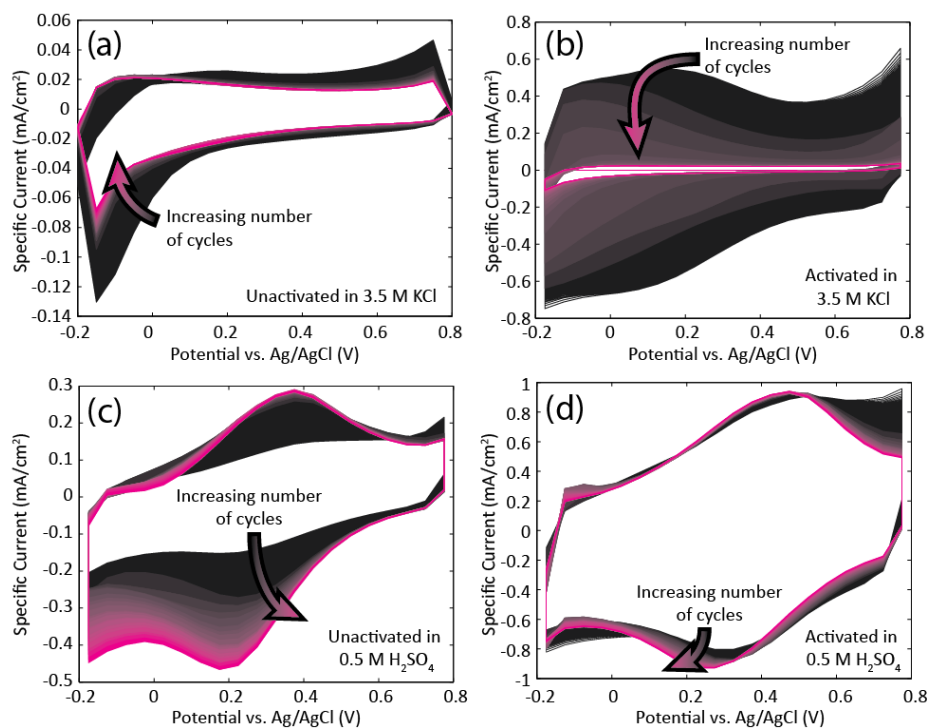 (a)
0.06
0.04
0.02
0
-0.02
-0.04
-0.06
-0.08
-0.1
-0.12
-0.14
Specific Current (mA/cm²)
Increasing number
of cycles
Unactivated in 3.5 M KCl
-0.2 0 0.2 0.4 0.6 0.8
Potential vs. Ag/AgCl (V)
(b)
0.8
0.6
0.4
0.2
0
-0.2
-0.4
-0.6
-0.8
Specific Current (mA/cm²)
Increasing number
of cycles
Activated in
3.5 M KCl
-0.2 0 0.2 0.4 0.6 0.8
Potential vs. Ag/AgCl (V)
(c)
0.3
0.2
0.1
0
-0.1
-0.2
-0.3
-0.4
-0.5
Specific Current (mA/cm²)
Increasing number
of cycles
Unactivated in
0.5 M H₂SO₄
-0.2 0 0.2 0.4 0.6 0.8
Potential vs. Ag/AgCl (V)
(d)
1
0.8
0.6
0.4
0.2
0
-0.2
-0.4
-0.6
-0.8
-1
Specific Current (mA/cm²)
Increasing number
of cycles
Activated in
0.5 M H₂SO₄
-0.2 0 0.2 0.4 0.6 0.8
Potential vs. Ag/AgCl (V)